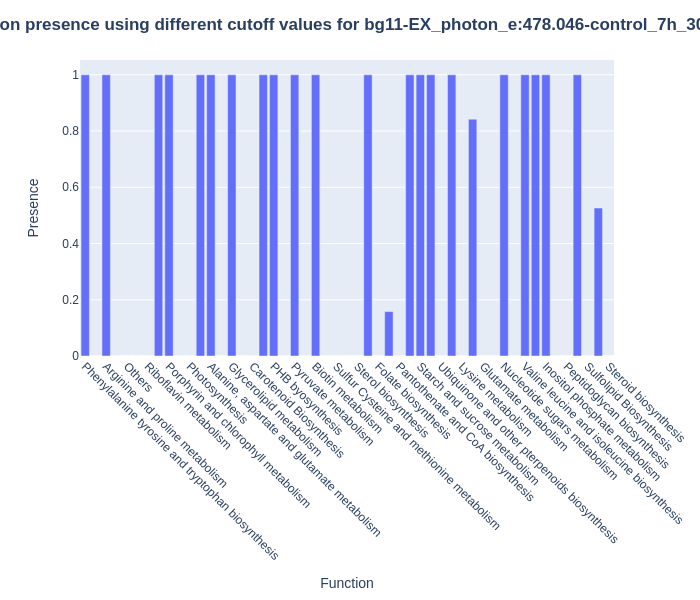 on presence using different cutoff values for bg11-EX_photon_e:478.046-control_7h_30
1
0.8
0.6
0.4
0.2
0
Presence
Phenylalanine tyrosine and tryptophan biosynthesis
Arginine and proline metabolism
Others
Riboflavin metabolism
Porphyrin and chlorophyll metabolism
Photosynthesis
Alanine, aspartate and glutamate metabolism
Glycerolipid metabolism
Carotenoid Biosynthesis
PHB byosynthesis
Pyruvate metabolism
Biotin metabolism
Sulfur Cysteine and methionine metabolism
Sterol biosynthesis
Folate biosynthesis
Pantothenate and CoA biosynthesis
Starch and sucrose metabolism
Ubiquinone and other pterpenoids biosynthesis
Lysine metabolism
Glutamate metabolism
Nucleotide sugars metabolism
Valine leucine and isoleucine biosynthesis
Inositol phosphate metabolism
Peptidoglycan biosynthesis
Sulfolipid Biosynthesis
Steroid biosynthesis
Function